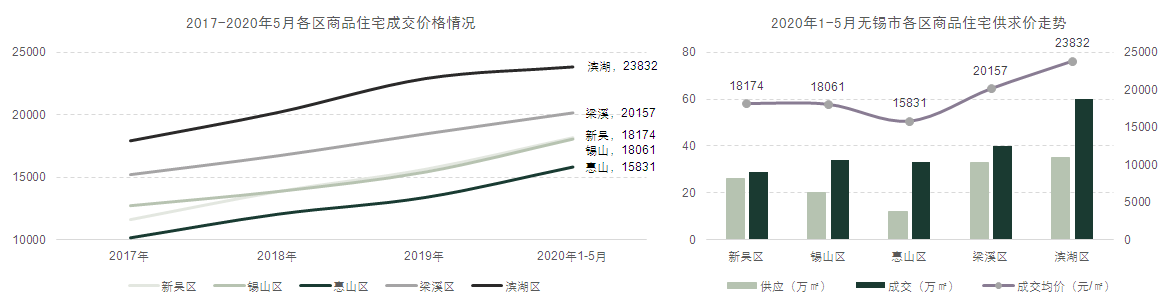 2017-2020年5月各区商品住宅成交价格情况
25000
20000
15000
10000
滨湖，23832
梁溪，20157
新吴，18174
锡山，18061
惠山，15831
2017年 2018年 2019年 2020年1-5月
新吴区 锡山区 惠山区 梁溪区 滨湖区
2020年1-5月无锡市各区商品住宅供求价走势
80
60
40
20
0
18174 18061 15831 20157 23832
25000
20000
15000
10000
5000
0
新吴区 锡山区 惠山区 梁溪区 滨湖区
供应（万㎡） 成交（万㎡） 成交均价（元/㎡）